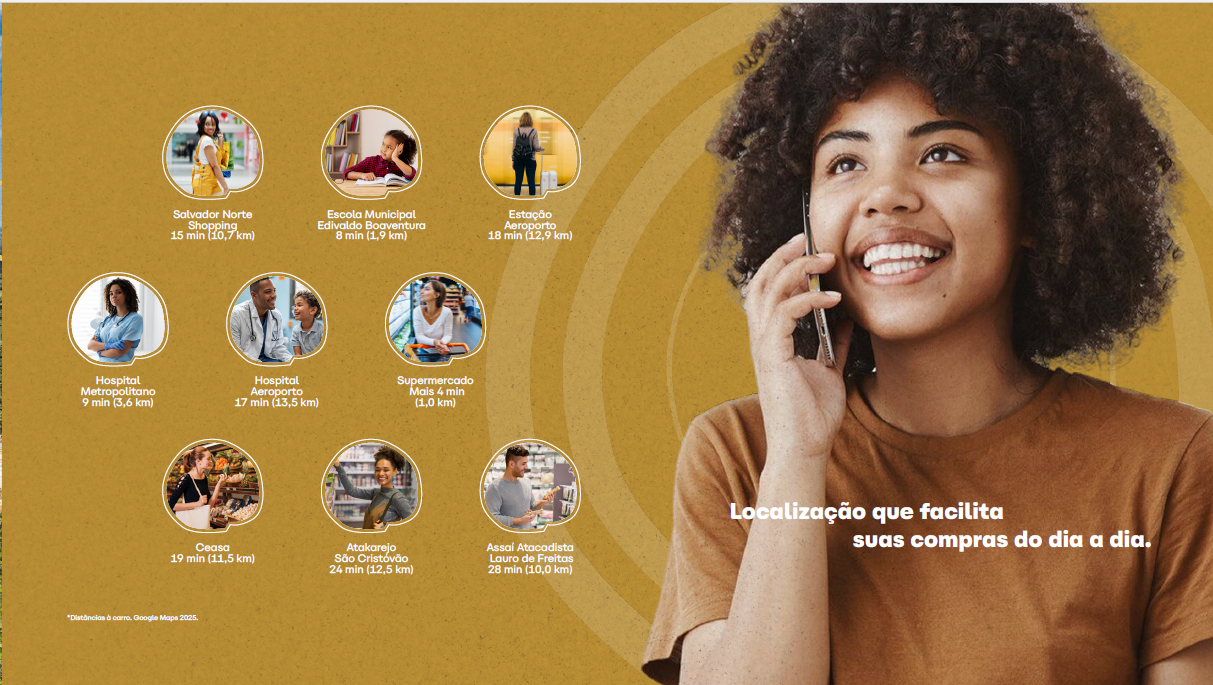 Salvador Norte
Shopping
15 min (10,7 km)
Escola Municipal
Edivaldo Boaventura
8 min (1,9 km)
Estação
Aeroporto
18 min (12,9 km)
Hospital
Metropolitano
9 min (3,6 km)
Hospital
Aeroporto
17 min (13,5 km)
Supermercado
Mais 4 min
(1,0 km)
Ceasa
19 min (11,5 km)
Atakarejo
São Cristóvão
24 min (12,5 km)
Assaí Atacadista
Lauro de Freitas
28 min (10,0 km)
Localização que facilita
suas compras do dia a dia.
*Distâncias à carro. Google Maps 2025.